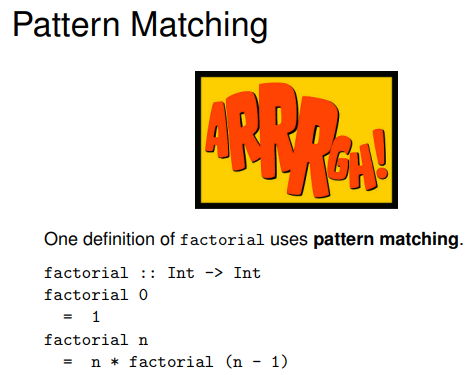 Pattern Matching
ARRRGH!
One definition of factorial uses pattern matching.
factorial :: Int -> Int
factorial 0
  =  1
factorial n
  =  n * factorial (n - 1)